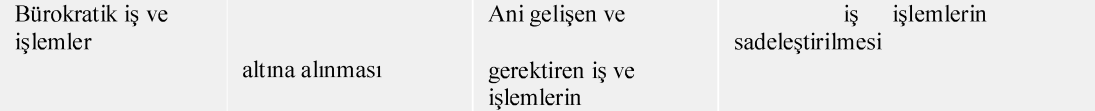 Bürokratik iş ve
işlemler
altına alınması
Ani gelişen ve
gerektiren iş ve
işlemlerin
iş işlemlerin
sadeleştirilmesi